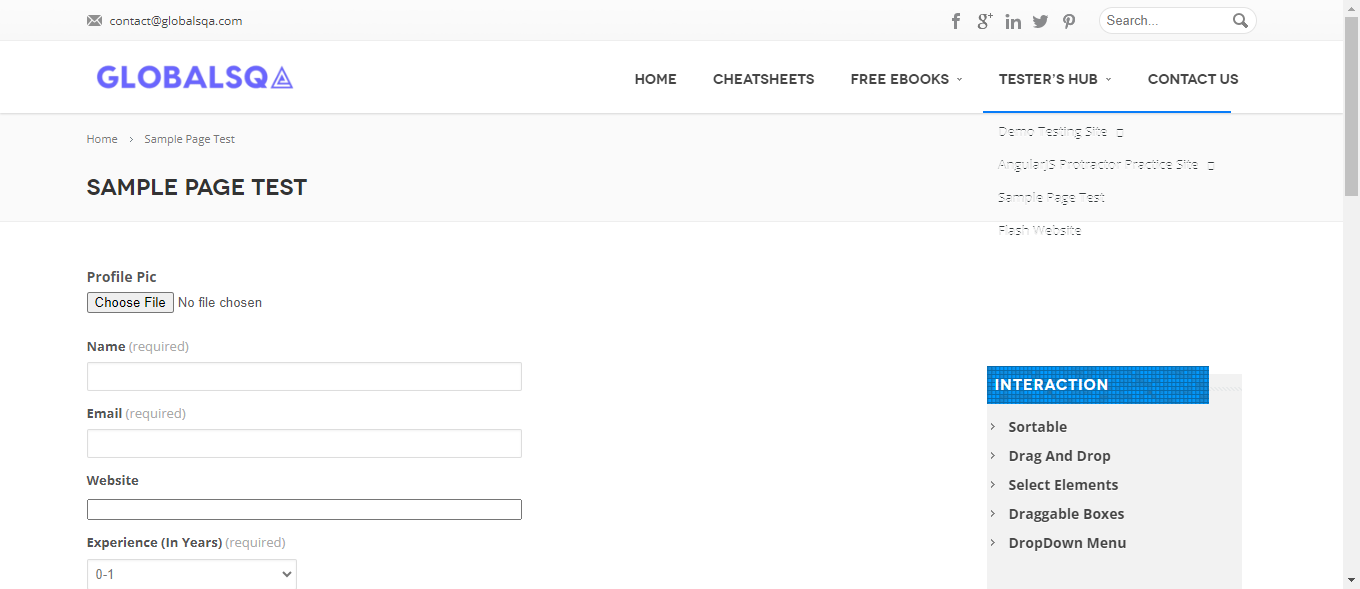 contact@globalsqa.com
Search...
GLOBALSQA
HOME CHEATSHEETS FREE EBOOKS TESTER'S HUB CONTACT US
Home › Sample Page Test
Demo Testing Site
AngularJS Protractor Practice Site
SAMPLE PAGE TEST
Sample Page Test
Flash Website
Profile Pic
Choose File No file chosen
Name (required)
Email (required)
Website
Experience (In Years) (required)
0-1
INTERACTION
Sortable
Drag And Drop
Select Elements
Draggable Boxes
DropDown Menu